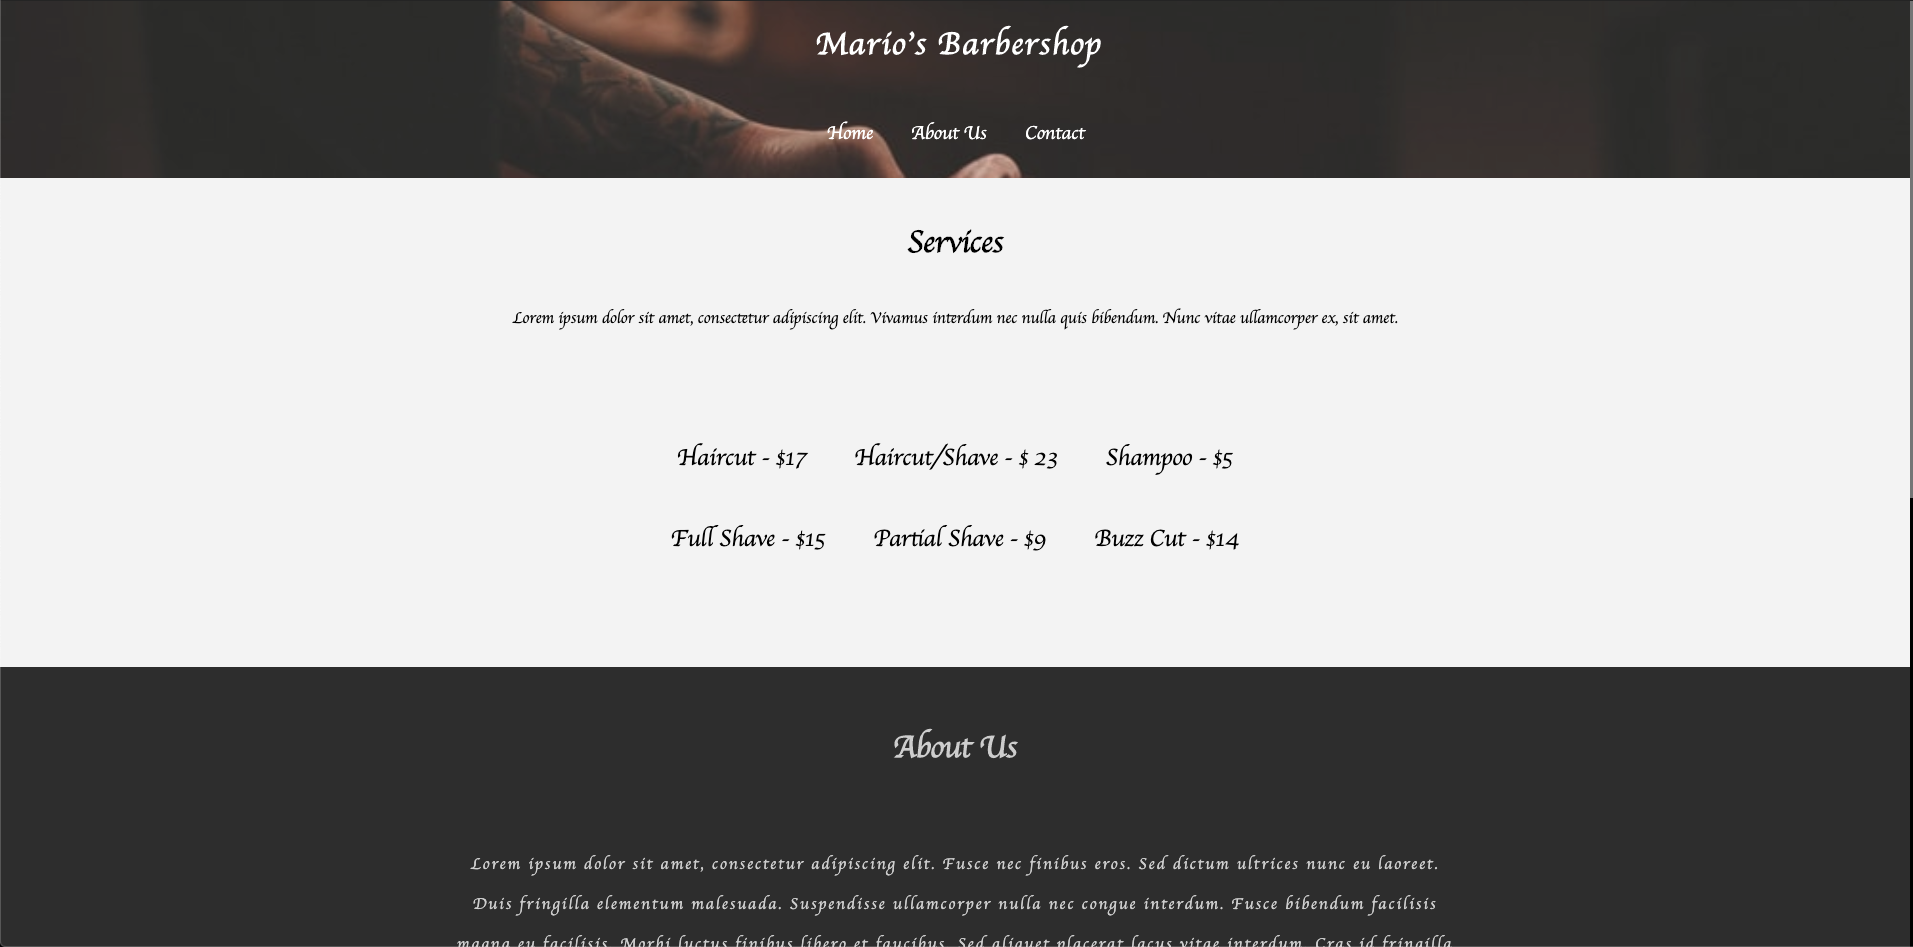 Mario's Barbershop
Home About Us Contact
Services
Lorem ipsum dolor sit amet, consectetur adipiscing elit. Vivamus interdum nec nulla quis bibendum. Nunc vitae ullamcorper ex, sit amet.
Haircut - $17 Haircut/Shave - $ 23 Shampoo - $5
Full Shave - $15 Partial Shave - $9 Buzz Cut - $14
About Us
Lorem ipsum dolor sit amet, consectetur adipiscing elit. Fusce nec finibus eros. Sed dictum ultrices nunc eu laoreet.
Duis fringilla elementum malesuada. Suspendisse ullamcorper nulla nec congue interdum. Fusce bibendum facilisis
magna eu facilisis. Morbi luctus finibus libero et faucibus. Sed aliquet placerat lacus vitae interdum. Cras id fringilla